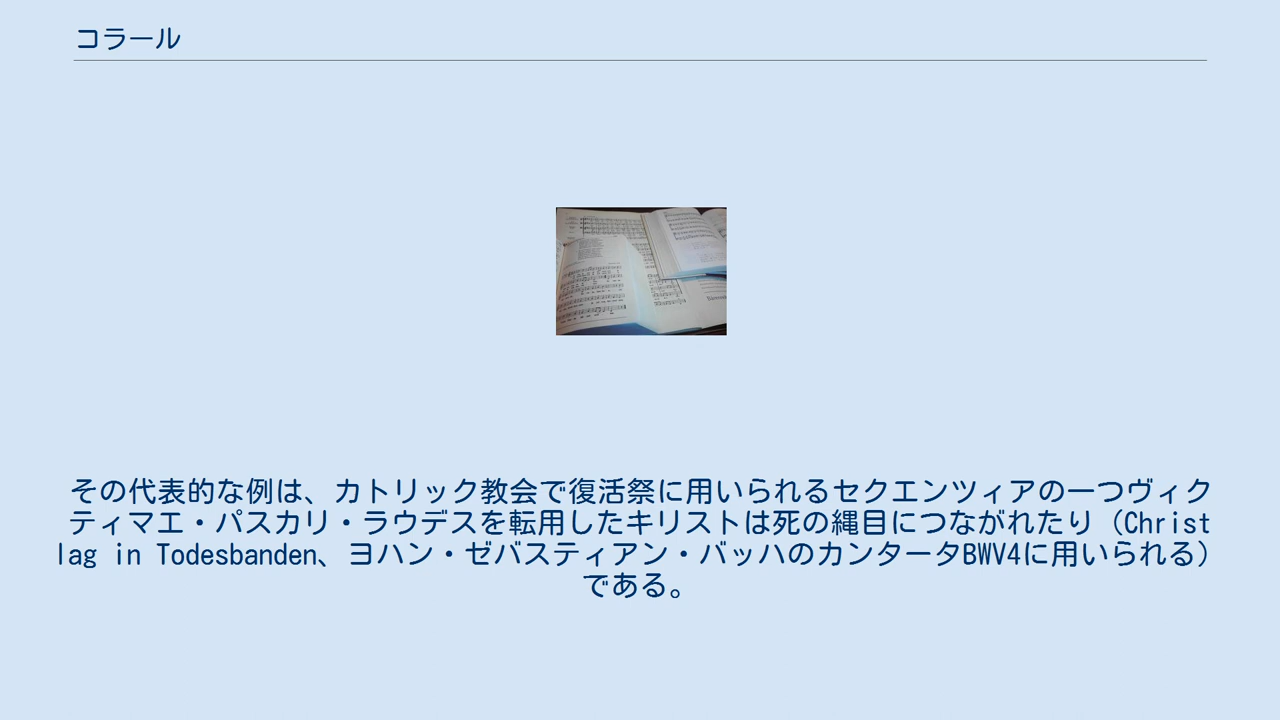 コラール
その代表的な例は、カトリック教会で復活祭に用いられるセクエンツィアの一つヴィク
ティマエ・パスカリ・ラウデスを転用したキリストは死の縄目につながれたり（Christ
lag in Todesbanden、ヨハン・ゼバスティアン・バッハのカンタータBWV4に用いられる）
である。